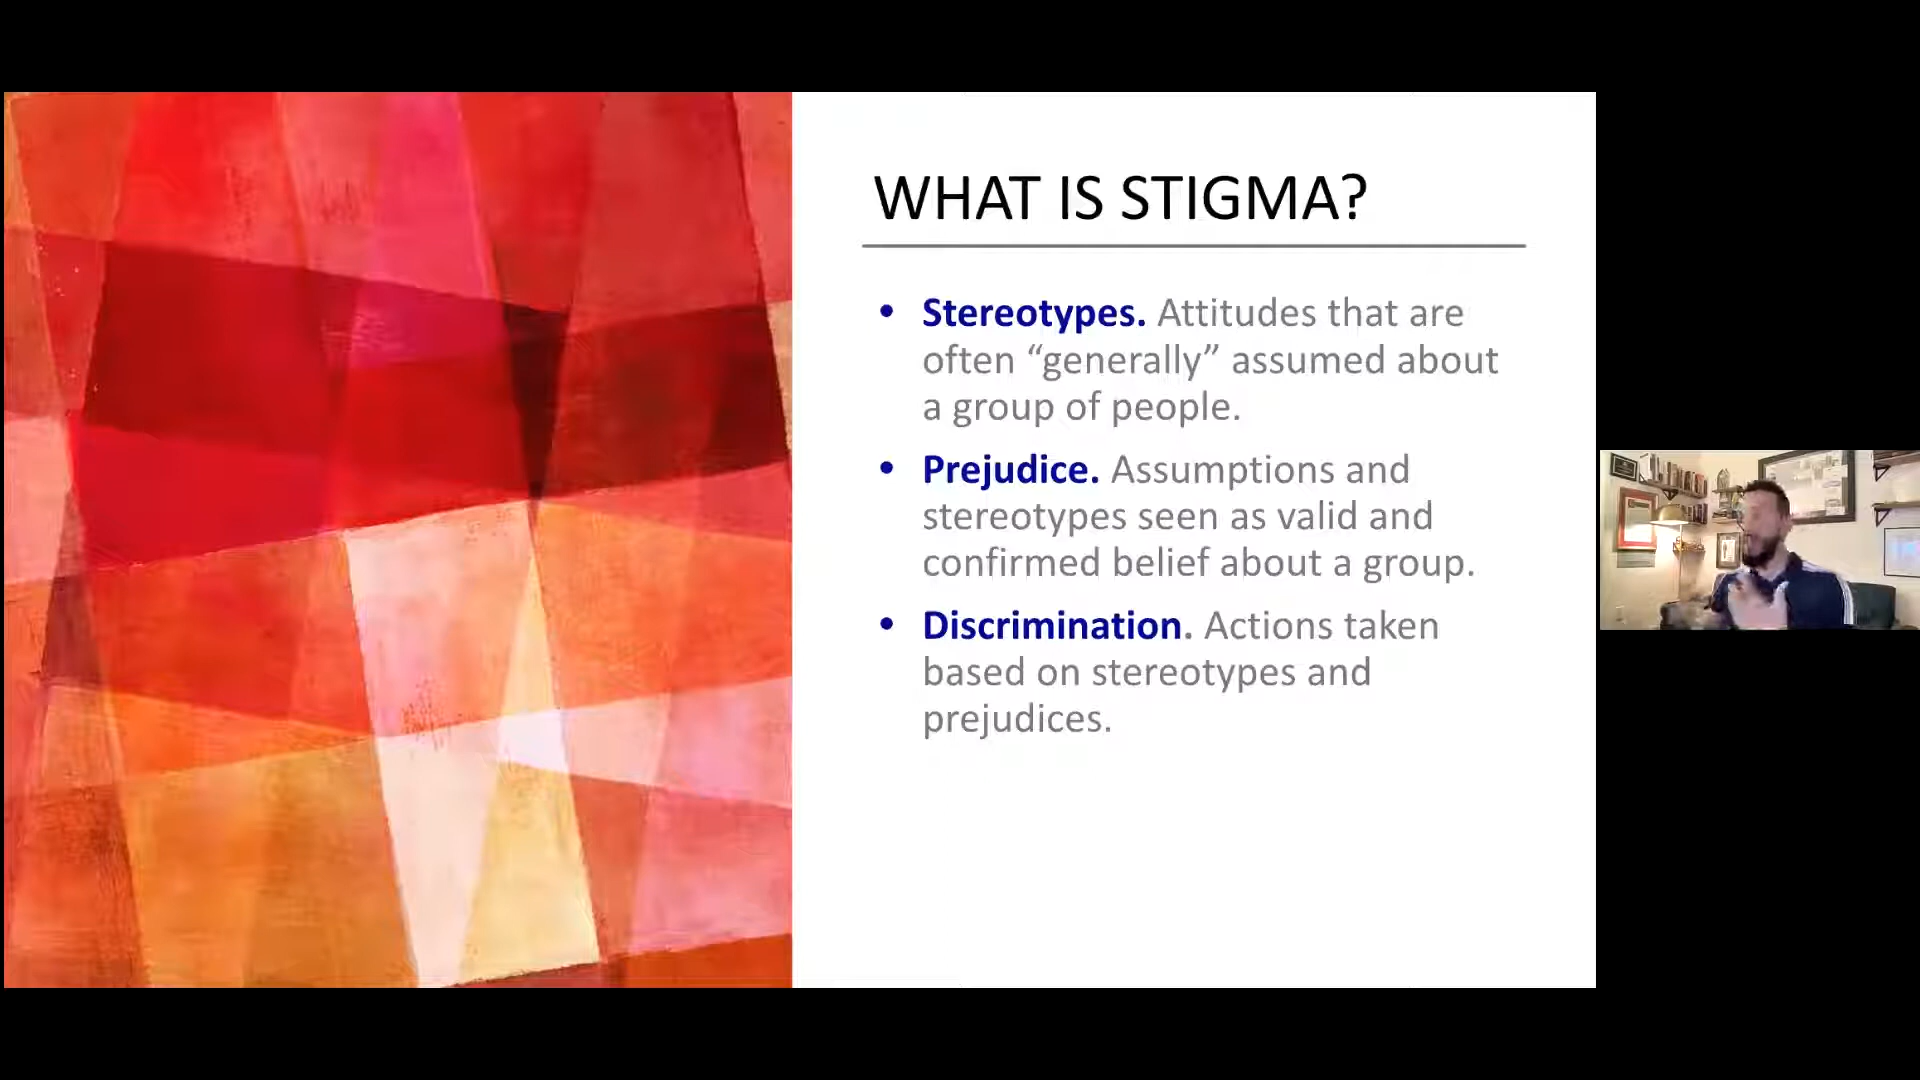 WHAT IS STIGMA?
• Stereotypes. Attitudes that are
often “generally” assumed about
a group of people.
• Prejudice. Assumptions and
stereotypes seen as valid and
confirmed belief about a group.
• Discrimination. Actions taken
based on stereotypes and
prejudices.